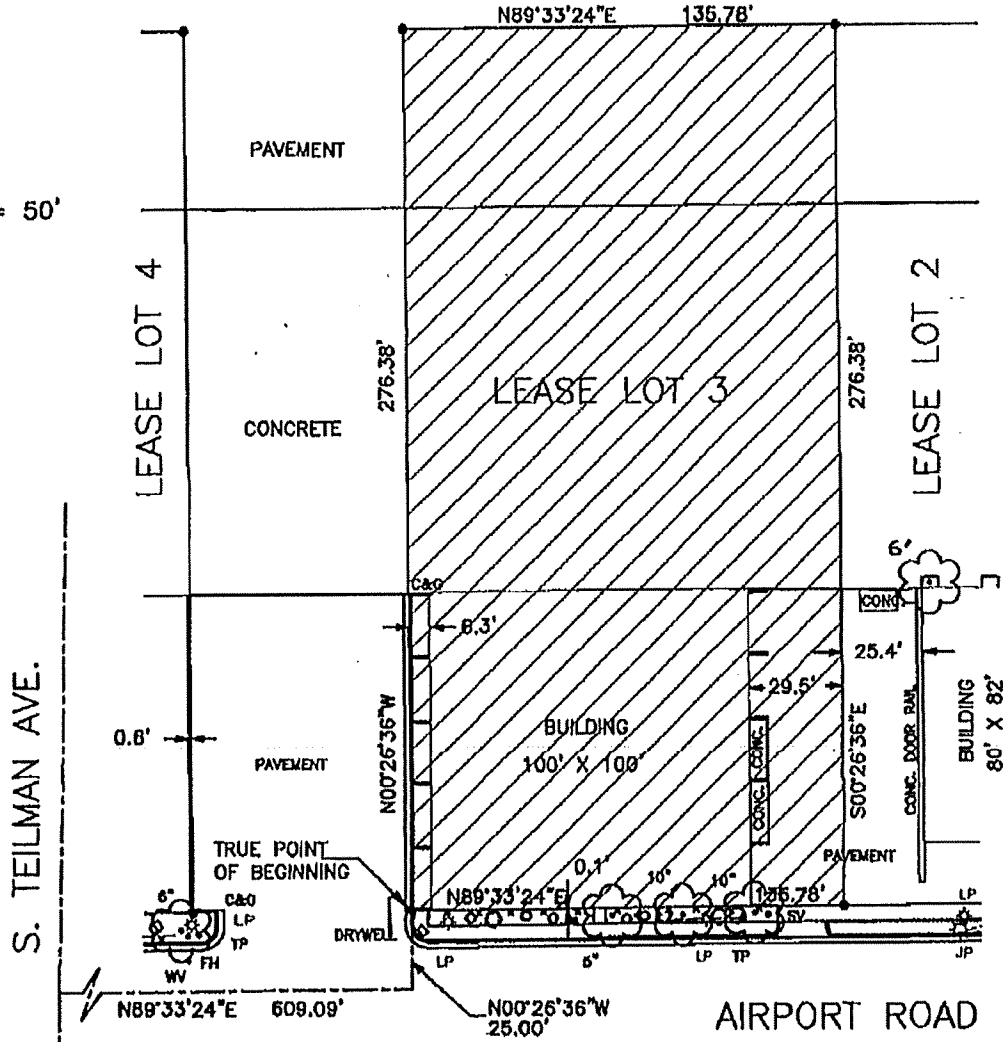 N89°33'24"E 135.78'
PAVEMENT
= 50'
LEASE LOT 4
276.38'
LEASE LOT 3
276.38'
LEASE LOT 2
CONCRETE
6'
C&G
CONC.
6.3'
25.4'
29.5'
S. TEILMAN AVE.
0.6'
N00°26'36"W
BUILDING
100' X 100'
CONC.
CONC.
S00°26'36"E
CONC. DOOR RAIL
BUILDING
80' X 82'
PAVEMENT
PAVEMENT
TRUE POINT
OF BEGINNING
0.1'
6"
C&G
N89°33'24"E
10"
10"
135.78'
LP
LP
SV
TP
DRYWELL
FH
WV
LP
6"
LP
TP
JP
N89°33'24"E 609.09'
N00°26'36"W
25.00'
AIRPORT ROAD